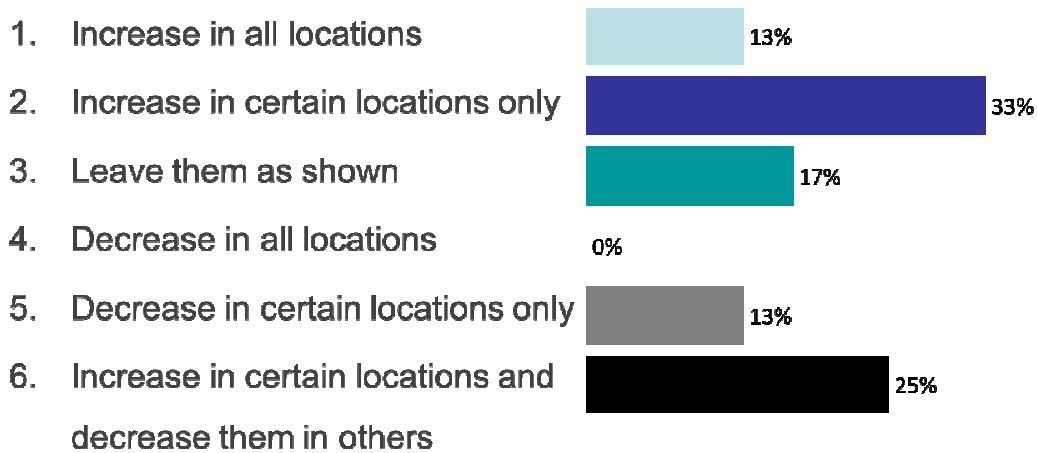 1. Increase in all locations 13%
2. Increase in certain locations only 33%
3. Leave them as shown 17%
4. Decrease in all locations 0%
5. Decrease in certain locations only 13%
6. Increase in certain locations and 25%
decrease them in others